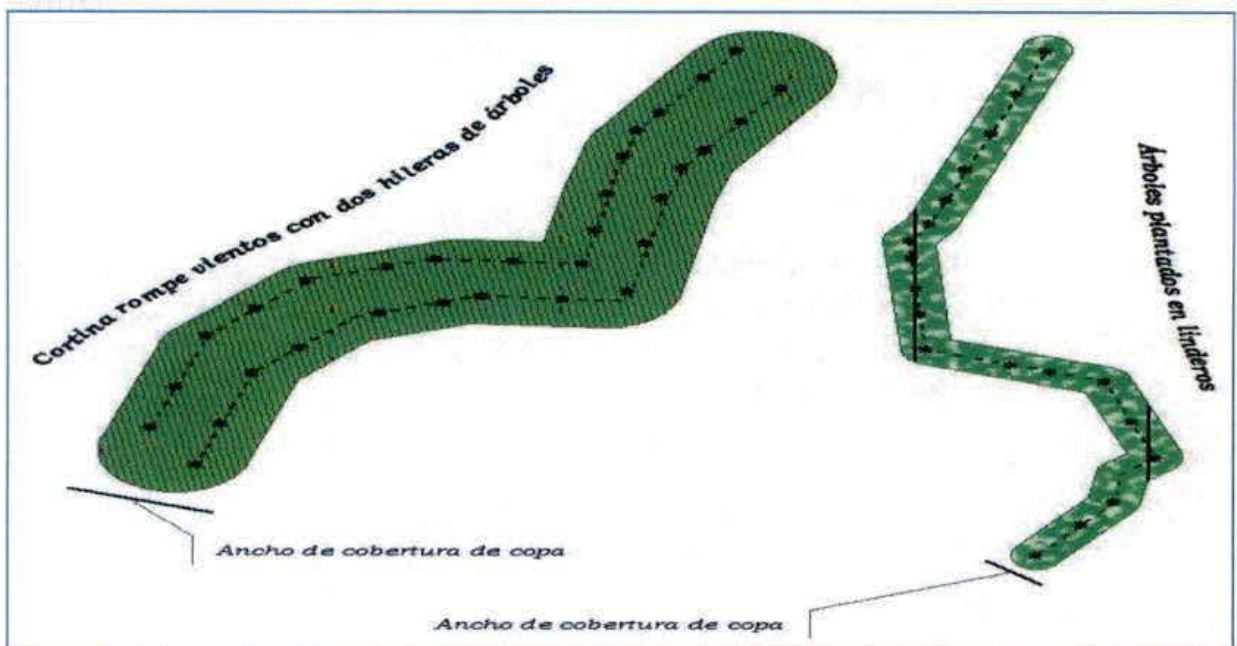 Cortina rompe vientos con dos hileras de árboles
Árboles plantados en linderos
Ancho de cobertura de copa
Ancho de cobertura de copa